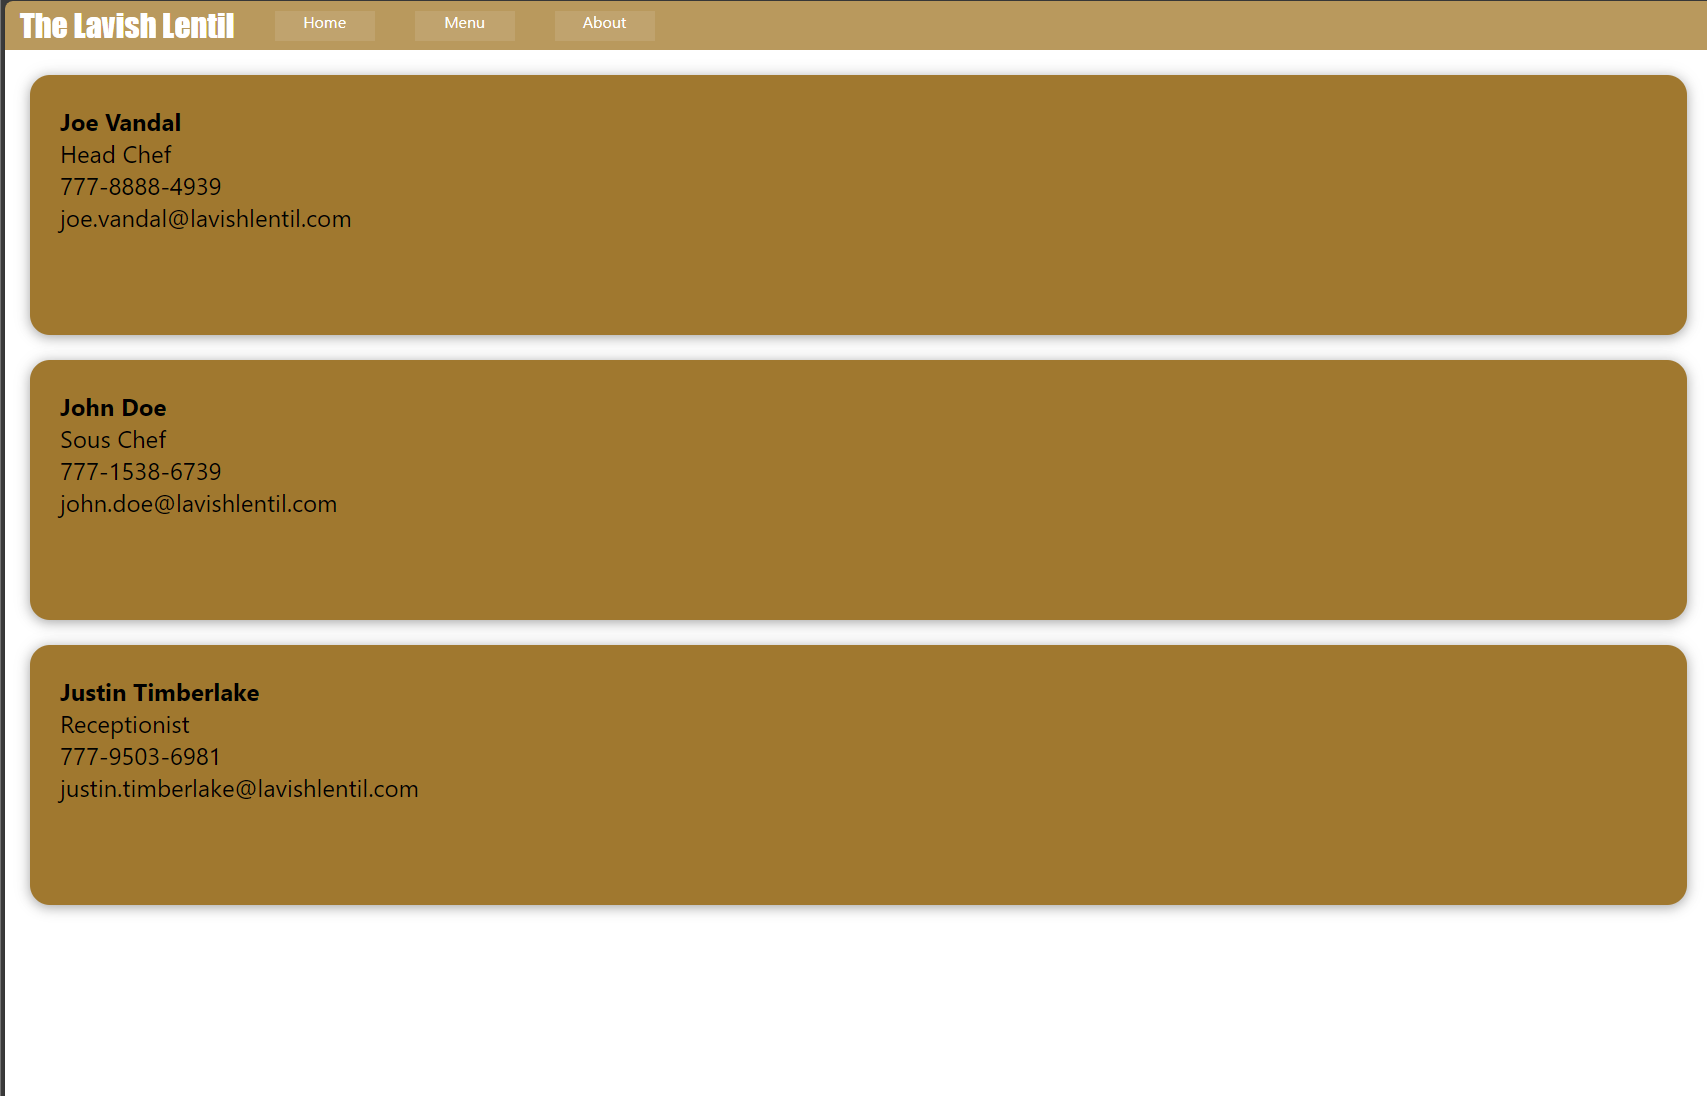 The Lavish Lentil Home Menu About
Joe Vandal
Head Chef
777-8888-4939
joe.vandal@lavishlentil.com
John Doe
Sous Chef
777-1538-6739
john.doe@lavishlentil.com
Justin Timberlake
Receptionist
777-9503-6981
justin.timberlake@lavishlentil.com